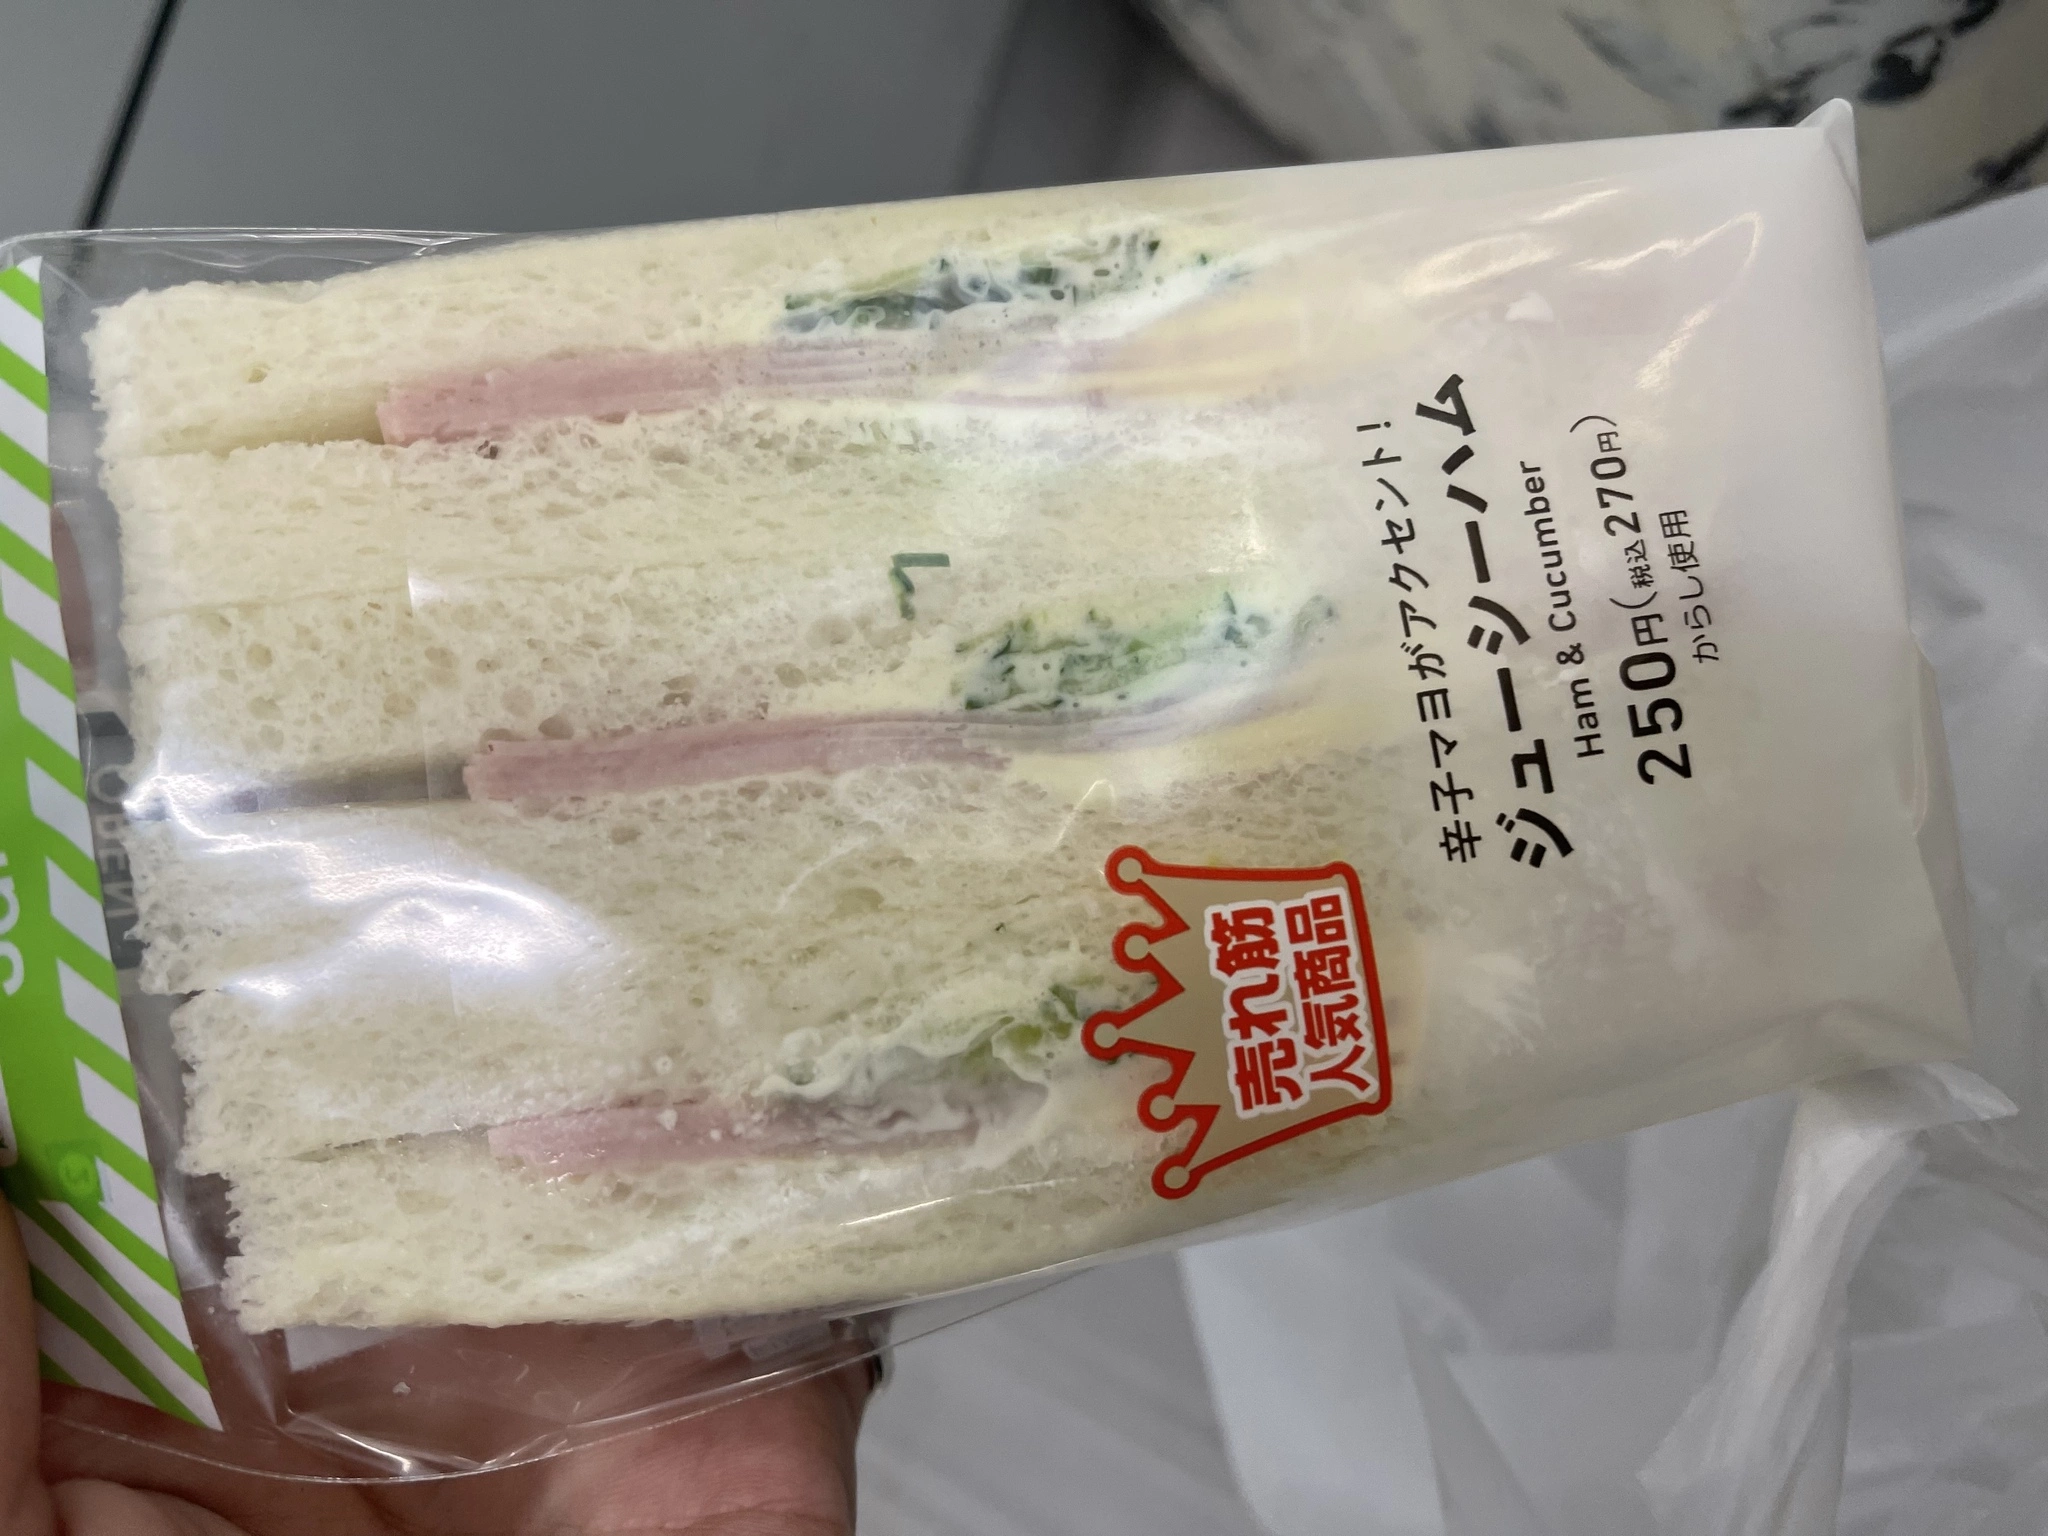 辛子マヨがアクセント!
ジューシーハム
Ham & Cucumber
250円(税込270円)
からし使用
売れ筋
人気商品
OPEN